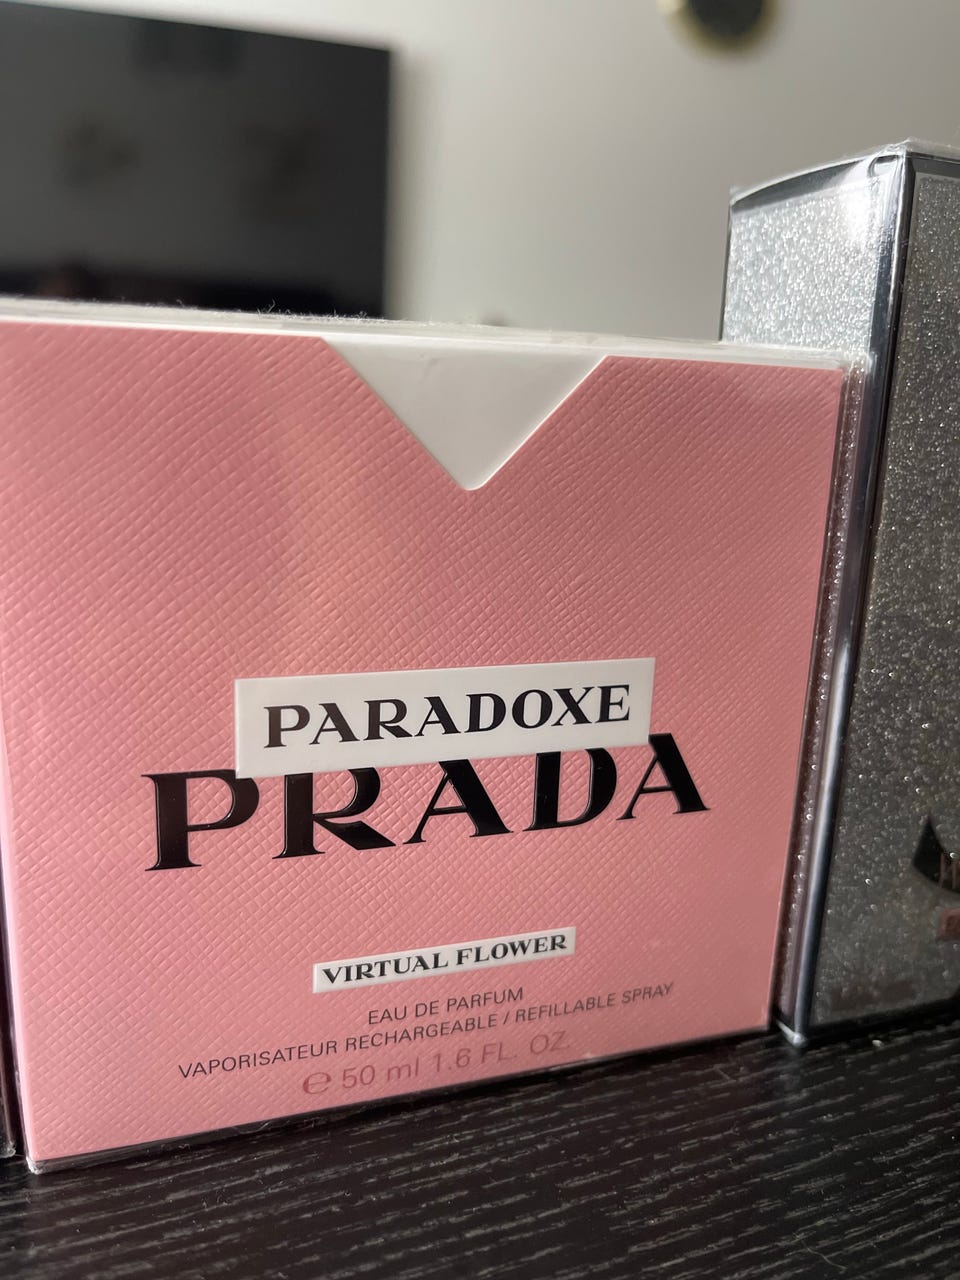 PARADOXE
PRADA
VIRTUAL FLOWER
EAU DE PARFUM
VAPORISATEUR RECHARGEABLE / REFILLABLE SPRAY
℮ 50 ml 1.6 FL. OZ.